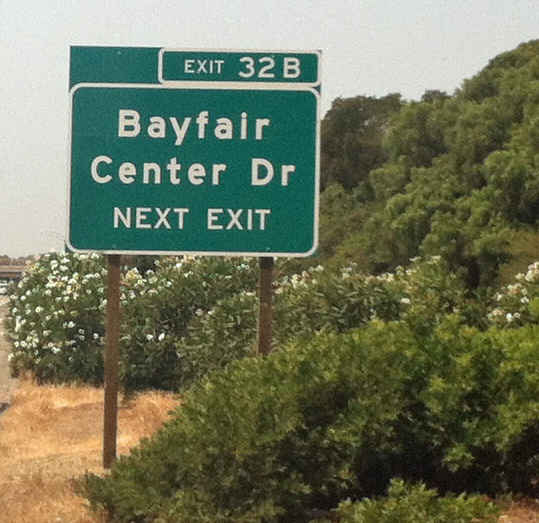 EXIT 32B
Bayfair
Center Dr
NEXT EXIT